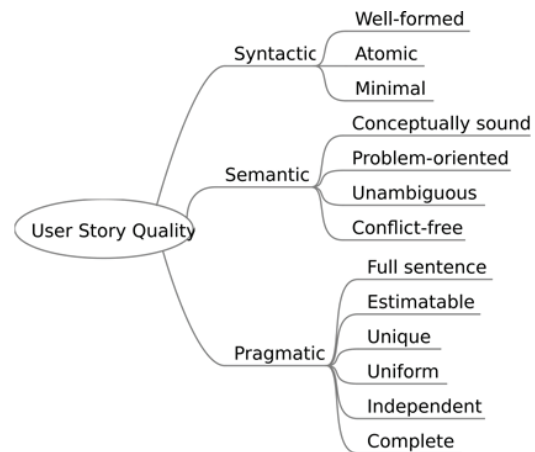 User Story Quality
Syntactic
Well-formed
Atomic
Minimal
Semantic
Conceptually sound
Problem-oriented
Unambiguous
Conflict-free
Pragmatic
Full sentence
Estimatable
Unique
Uniform
Independent
Complete